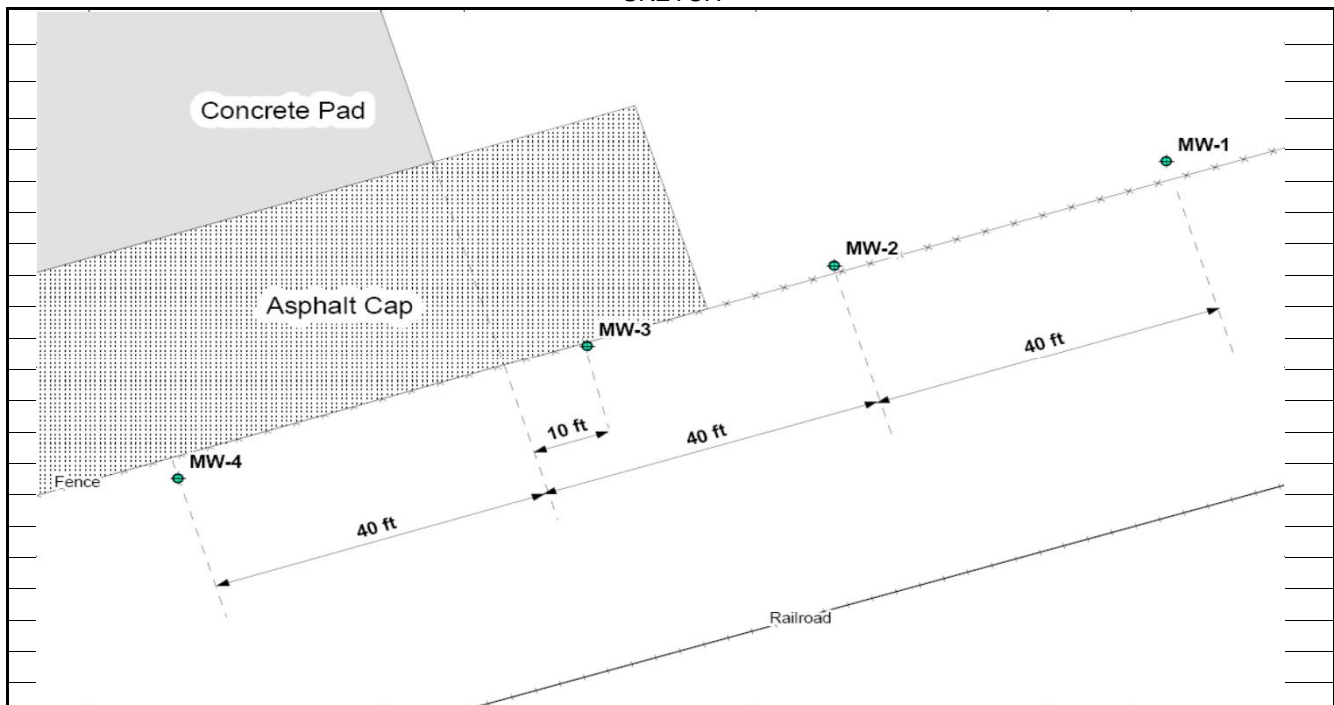 Concrete Pad
MW-1
MW-2
Asphalt Cap
MW-3
40 ft
10 ft
40 ft
MW-4
Fence
40 ft
Railroad